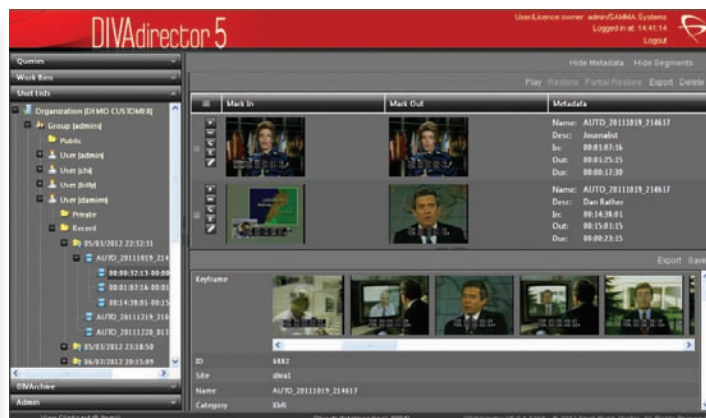 DIVAdirector 5
User/Licence owner: admin/SAMMA Systems
Logged in at: 14:41:14
Logout
Queries
Work Bins
Shot Lists
Hide Metadata Hide Segments
Play Restore Partial Restore Export Delete
Mark In Mark Out Metadata
Organization [DEMO CUSTOMER]
Group [admins]
Public
User [admin]
User [chi]
User [billy]
User [damien]
Private
Recent
05/03/2012 22:32:31
AUTO_20111019_214
00:00:32:13-00:00
00:01:07:16-00:01
00:14:38:01-00:15
AUTO_20111219_210
AUTO_20111220_013
05/03/2012 23:18:50
06/07/2012 20:15:09
Name: AUTO_20111019_214617
Desc: Journalist
In: 00:01:07:16
Out: 00:01:25:15
Dur: 00:00:17:30
Name: AUTO_20111019_214617
Desc: Dan Rather
In: 00:14:38:01
Out: 00:15:01:15
Dur: 00:00:23:15
Export Save
Keyframe
ID 6882
Site diva1
Name AUTO_20111019_214617
Category XML
DIVArchive
Admin